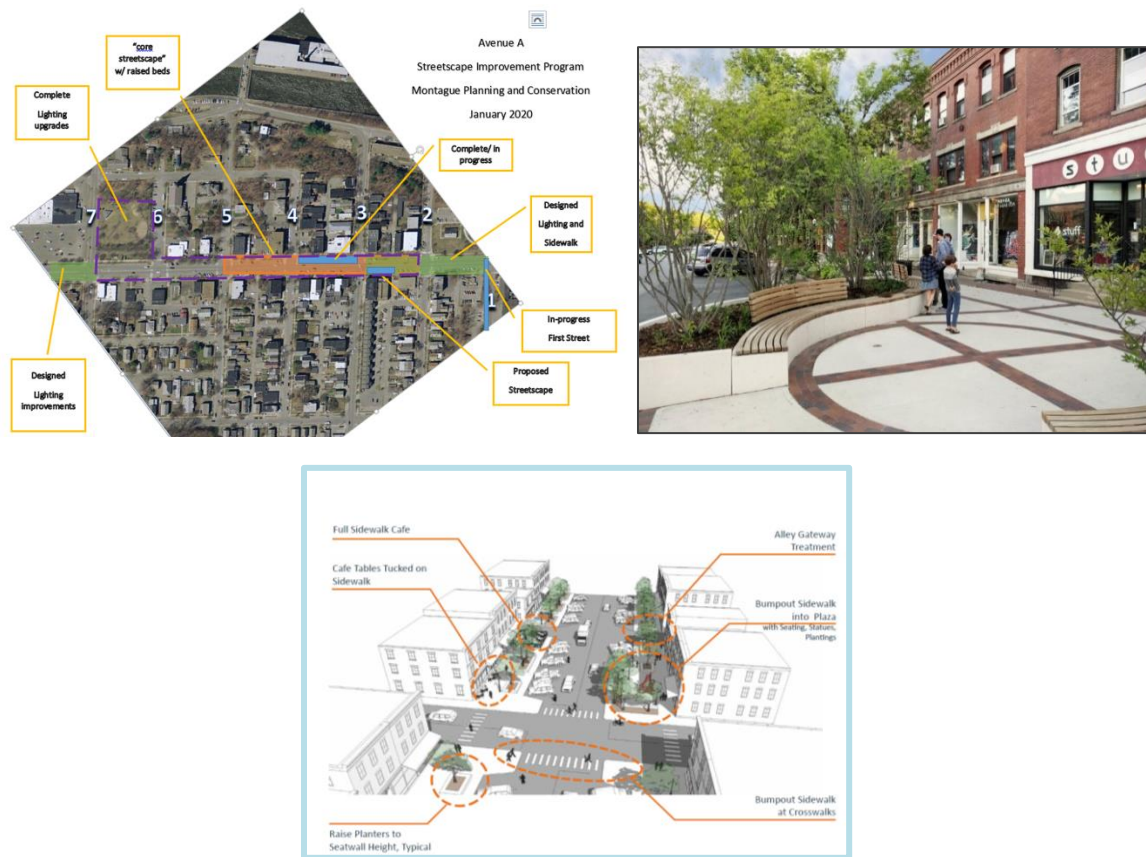 Avenue A
Streetscape Improvement Program
Montague Planning and Conservation
January 2020
"core
streetscape"
w/ raised beds
Complete
Lighting
upgrades
Complete/ in
progress
7
6
5
4
3
2
Designed
Lighting and
Sidewalk
1
In-progress
First Street
Proposed
Streetscape
Designed
Lighting
Improvements
stu
stuff
Full Sidewalk Cafe
Cafe Tables Tucked on
Sidewalk
Alley Gateway
Treatment
Bumpout Sidewalk
into Plaza
with Seating, Statues,
Plantings
Bumpout Sidewalk
at Crosswalks
Raise Planters to
Seatwall Height, Typical